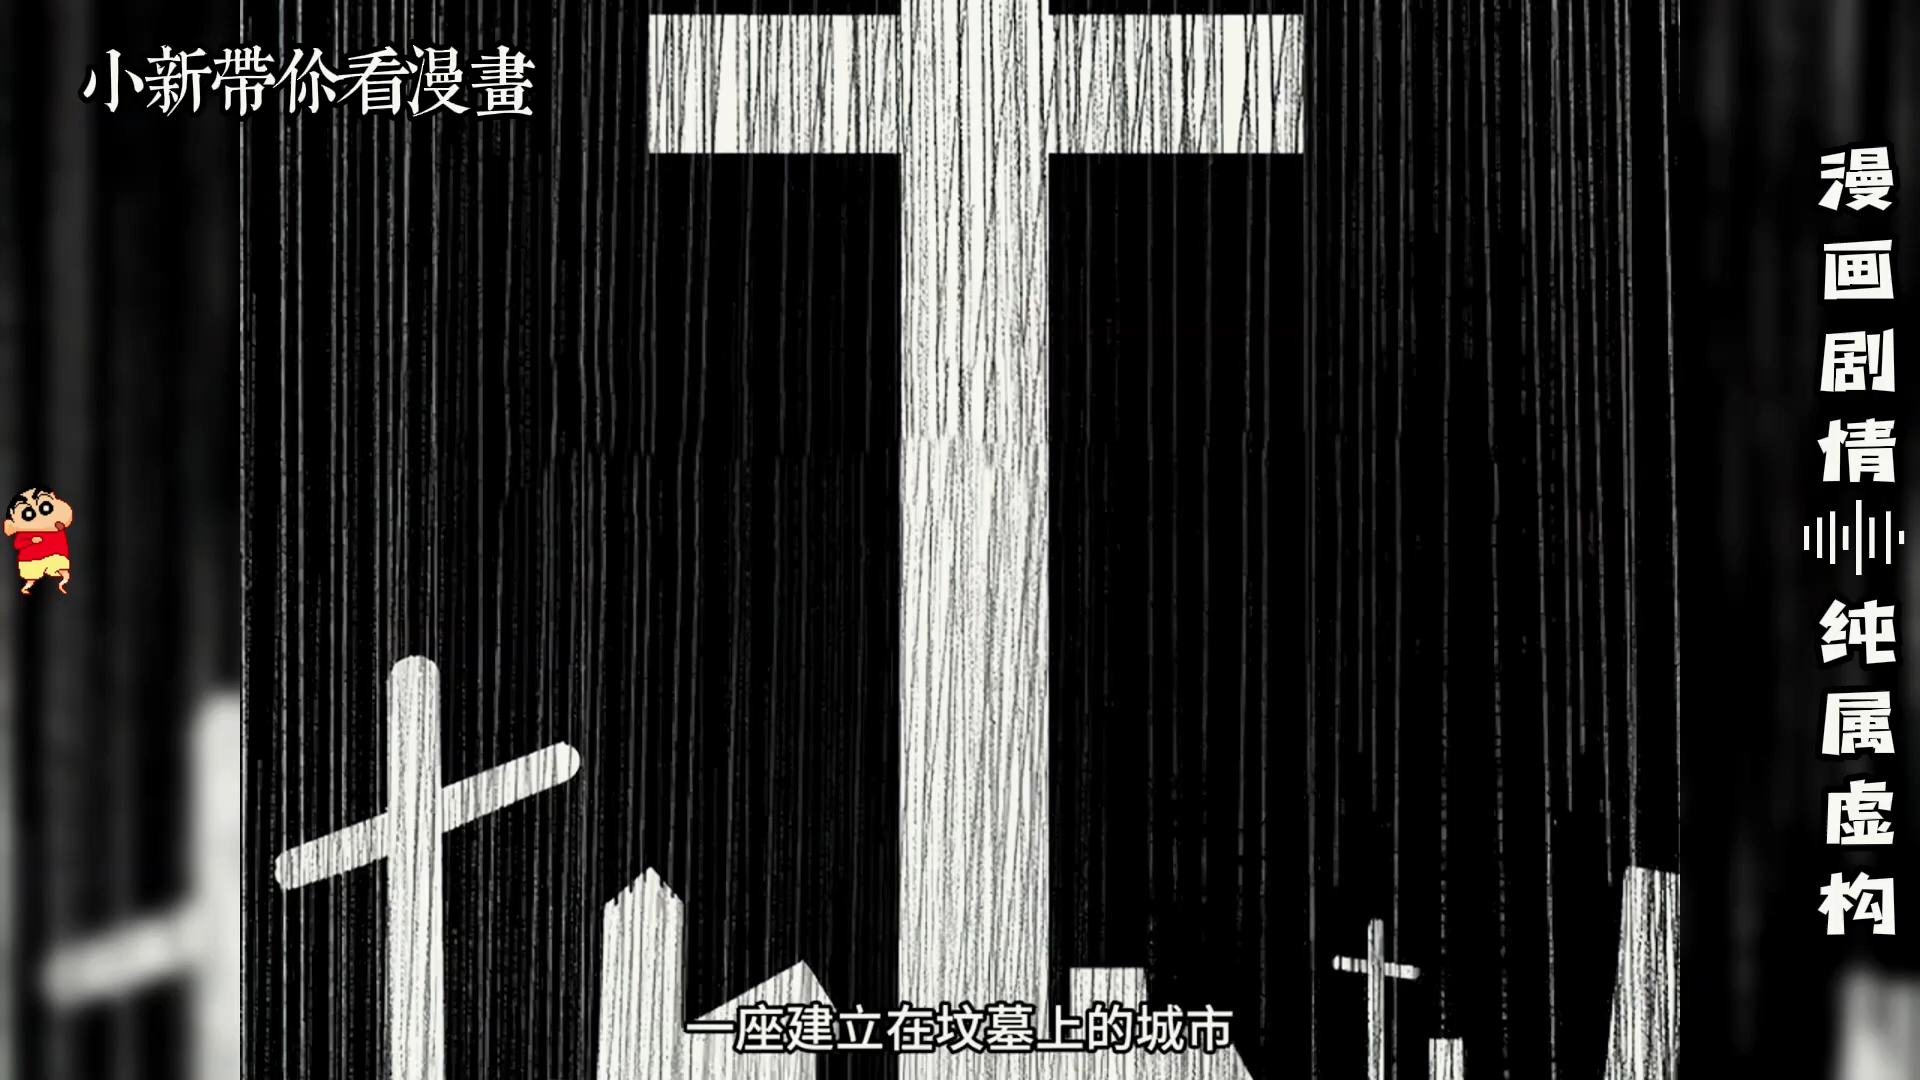 小新帶你看漫畫
漫画剧情
纯属虚构
一座建立在坟墓上的城市